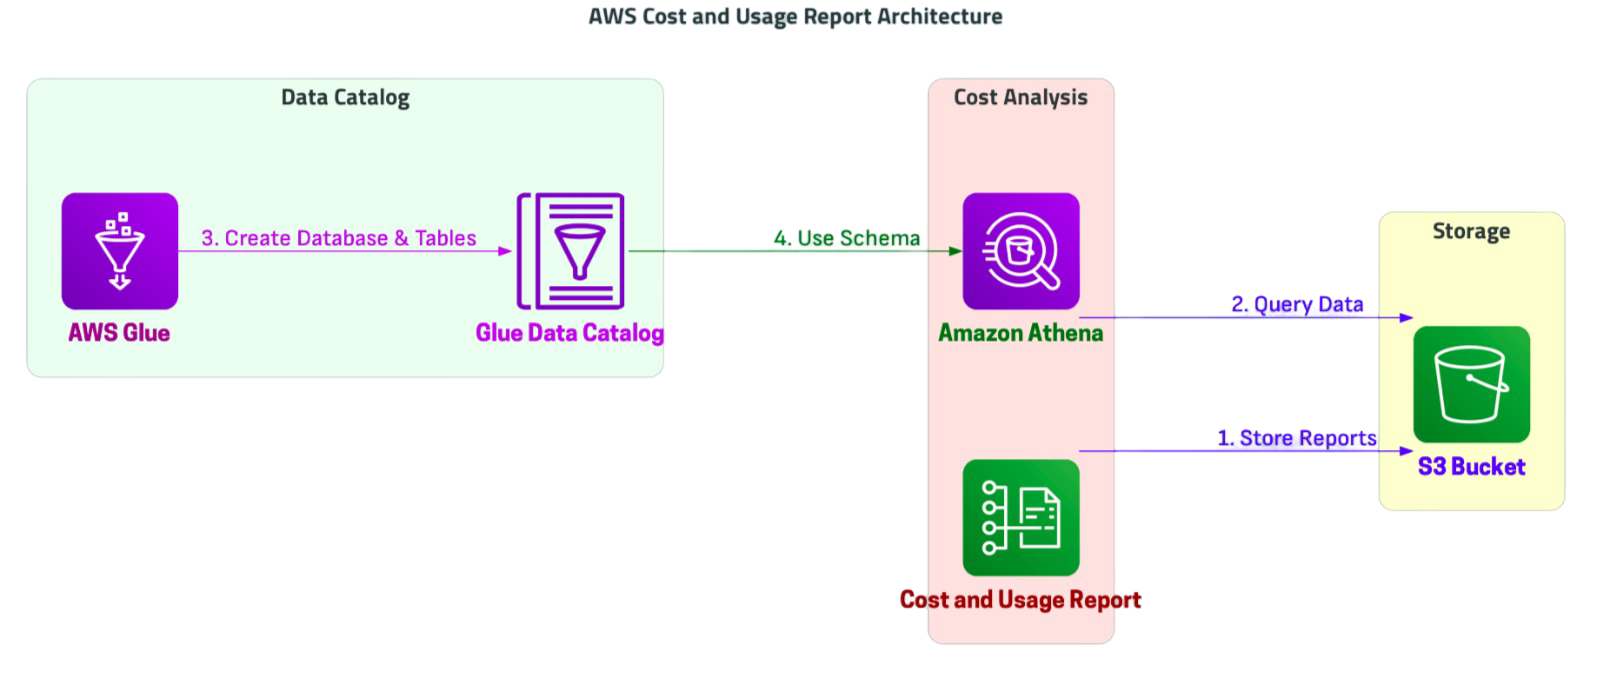 AWS Cost and Usage Report Architecture
Data Catalog
3. Create Database & Tables
AWS Glue
Glue Data Catalog
4. Use Schema
Cost Analysis
Amazon Athena
2. Query Data
1. Store Reports
Cost and Usage Report
Storage
S3 Bucket